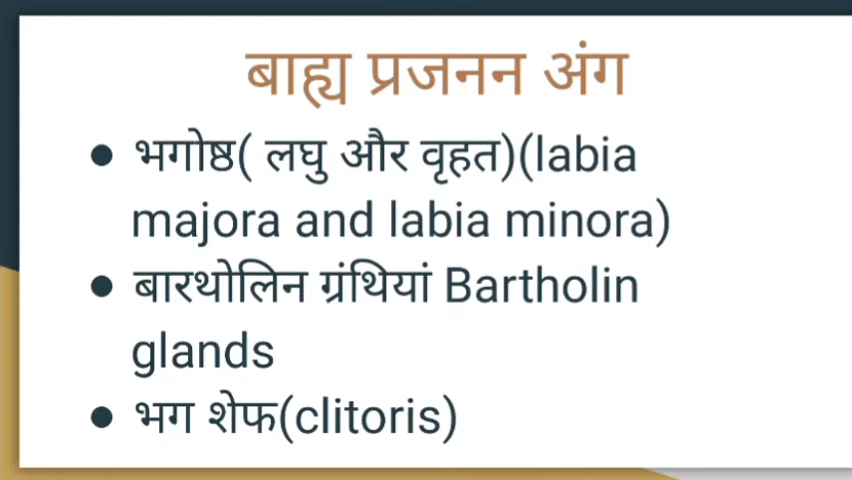 बाह्य प्रजनन अंग
● भगोष्ठ( लघु और वृहत)(labia
majora and labia minora)
● बारथोलिन ग्रंथियां Bartholin
glands
● भग शेफ(clitoris)